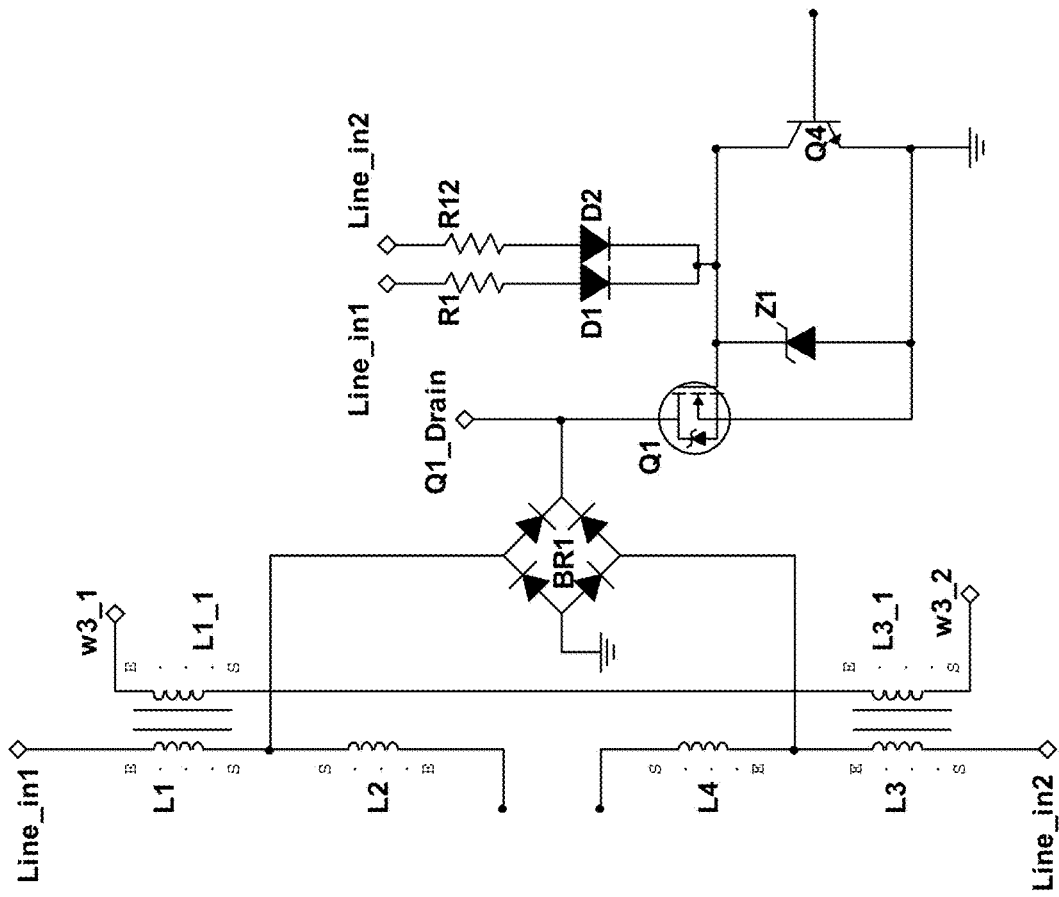 Line_in2
R12
D2
Q4
Line_in1
R1
D1
Z1
Q1_Drain
Q1
BR1
w3_1
L1_1
E . . . S
L3_1
w3_2
E . . . S
Line_in1
E . . . S
L1
S . . . E
L2
S . . . E
L4
E . . . S
L3
Line_in2